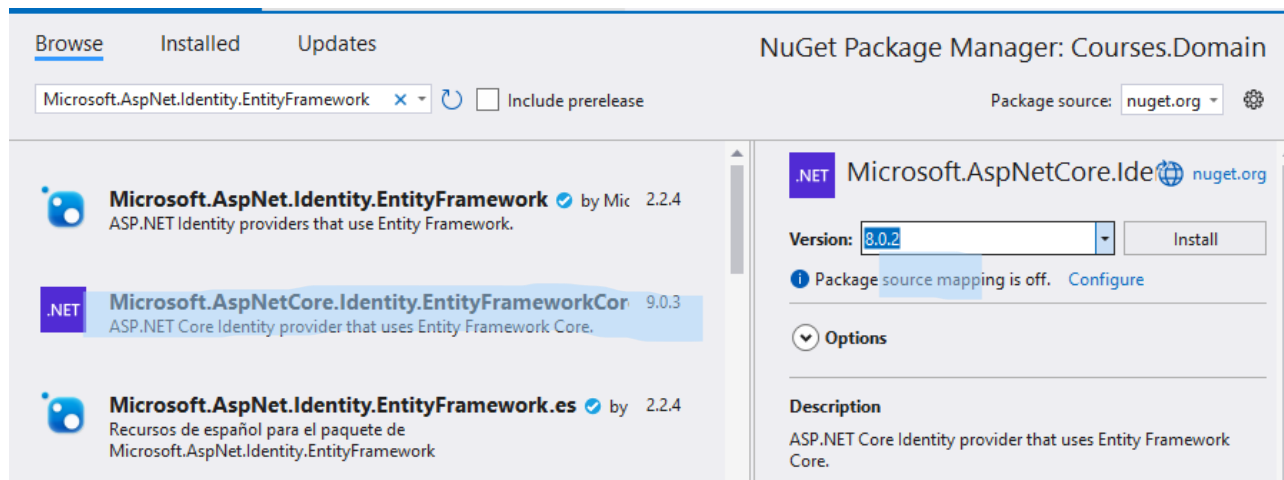 Browse Installed Updates
NuGet Package Manager: Courses.Domain
Microsoft.AspNet.Identity.EntityFramework Include prerelease
Package source: nuget.org
Microsoft.AspNet.Identity.EntityFramework by Mic 2.2.4
ASP.NET Identity providers that use Entity Framework.
.NET Microsoft.AspNetCore.Identity.EntityFrameworkCor 9.0.3
ASP.NET Core Identity provider that uses Entity Framework Core.
Microsoft.AspNet.Identity.EntityFramework.es by 2.2.4
Recursos de español para el paquete de
Microsoft.AspNet.Identity.EntityFramework
.NET Microsoft.AspNetCore.Ide nuget.org
Version: 8.0.2 Install
Package source mapping is off. Configure
Options
Description
ASP.NET Core Identity provider that uses Entity Framework
Core.